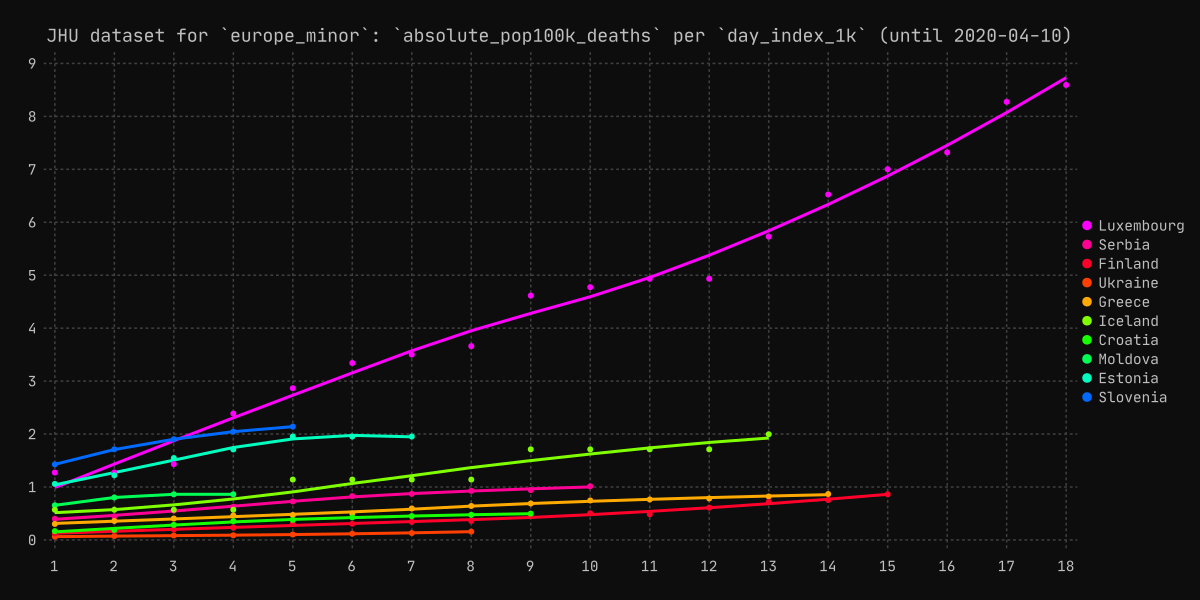 JHU dataset for `europe_minor`: `absolute_pop100k_deaths` per `day_index_1k` (until 2020-04-10)
9
8
7
6
5
4
3
2
1
0
1 2 3 4 5 6 7 8 9 10 11 12 13 14 15 16 17 18
Luxembourg
Serbia
Finland
Ukraine
Greece
Iceland
Croatia
Moldova
Estonia
Slovenia